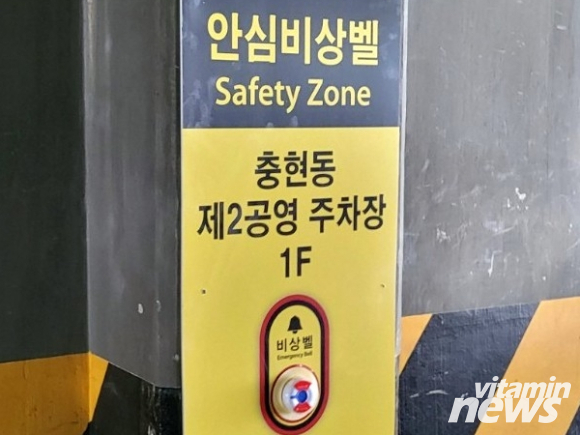 안심비상벨
Safety Zone
충현동
제2공영 주차장
1F
비상벨
Emergency Bell
vitamin
news